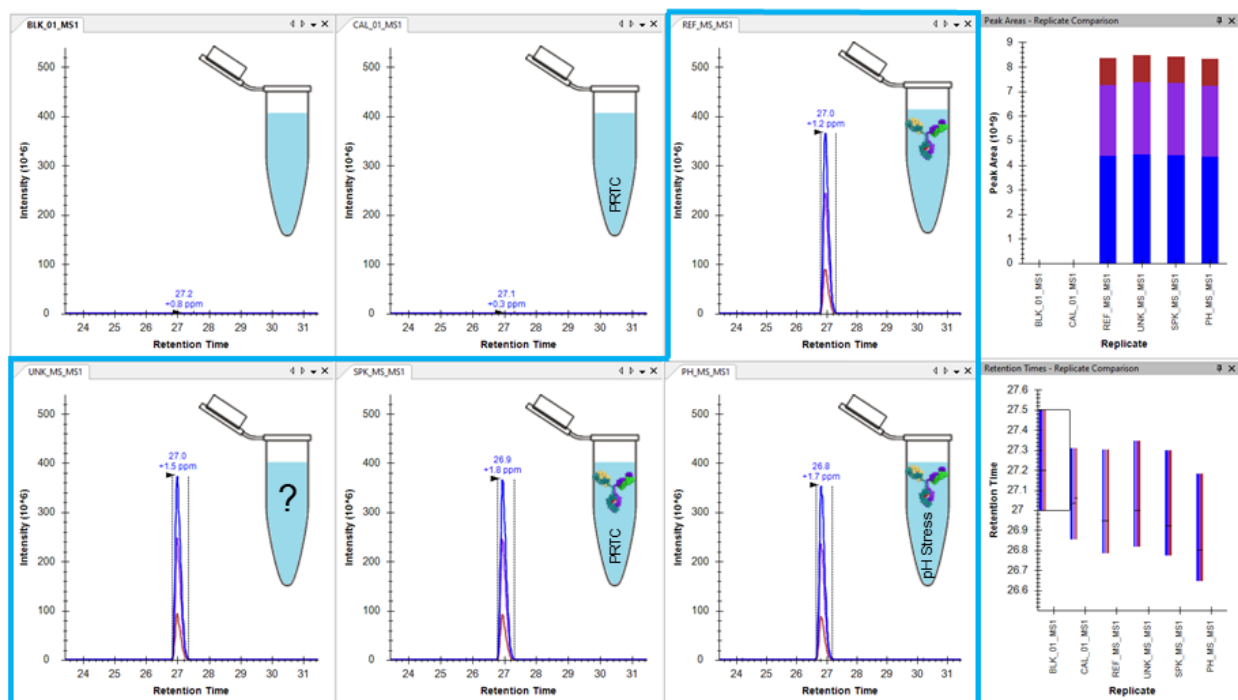 BLK_01_MS1
Intensity (10^6)
500
400
300
200
100
0
27.2
+0.8 ppm
24 25 26 27 28 29 30 31
Retention Time
CAL_01_MS1
Intensity (10^6)
500
400
300
200
100
0
PRTC
27.1
+0.3 ppm
24 25 26 27 28 29 30 31
Retention Time
REF_MS_MS1
Intensity (10^6)
500
400
300
200
100
0
27.0
+1.2 ppm
24 25 26 27 28 29 30 31
Retention Time
Peak Areas - Replicate Comparison
Peak Area (10^9)
9
8
7
6
5
4
3
2
1
0
BLK_01_MS1
CAL_01_MS1
REF_MS_MS1
UNK_MS_MS1
SPK_MS_MS1
PH_MS_MS1
Replicate
UNK_MS_MS1
Intensity (10^6)
500
400
300
200
100
0
27.0
+1.5 ppm
?
24 25 26 27 28 29 30 31
Retention Time
SPK_MS_MS1
Intensity (10^6)
500
400
300
200
100
0
26.9
+1.8 ppm
PRTC
24 25 26 27 28 29 30 31
Retention Time
PH_MS_MS1
Intensity (10^6)
500
400
300
200
100
0
26.8
+1.7 ppm
pH Stress
24 25 26 27 28 29 30 31
Retention Time
Retention Times - Replicate Comparison
Retention Time
27.6
27.5
27.4
27.3
27.2
27.1
27
26.9
26.8
26.7
26.6
BLK_01_MS1
CAL_01_MS1
REF_MS_MS1
UNK_MS_MS1
SPK_MS_MS1
PH_MS_MS1
Replicate